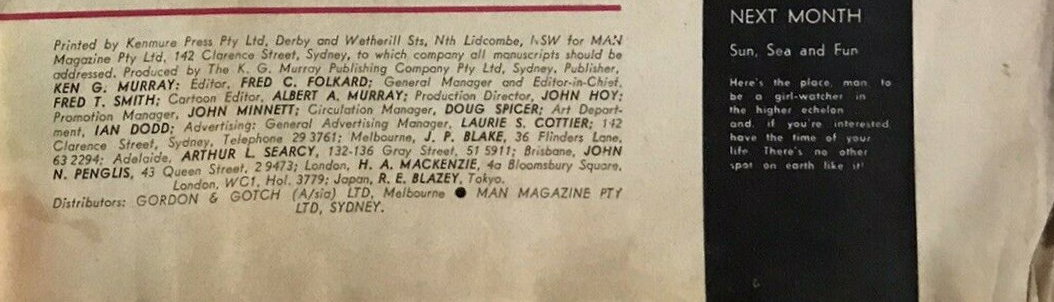 Printed by Kenmure Press Pty Ltd, Derby and Wetherill Sts, Nth Lidcombe, NSW for MAN
Magazine Pty Ltd, 142 Clarence Street, Sydney, to which company all manuscripts should be
addressed. Produced by The K. G. Murray Publishing Company Pty Ltd, Sydney. Publisher,
KEN G. MURRAY; Editor, FRED C. FOLKARD; General Manager and Editor-in-Chief,
FRED T. SMITH; Cartoon Editor, ALBERT A. MURRAY; Production Director, JOHN HOY;
Promotion Manager, JOHN MINNETT; Circulation Manager, DOUG SPICER; Art Depart-
ment, IAN DODD; Advertising: General Advertising Manager, LAURIE S. COTTIER; 142
Clarence Street, Sydney, Telephone 29 3761; Melbourne, J. P. BLAKE, 36 Flinders Lane,
63 2294; Adelaide, ARTHUR L. SEARCY, 132-136 Gray Street, 51 5911; Brisbane, JOHN
N. PENGLIS, 43 Queen Street, 2 9473; London, H. A. MACKENZIE, 4a Bloomsbury Square,
London, WC1, Hol. 3779; Japan, R. E. BLAZEY, Tokyo.
Distributors: GORDON & GOTCH (A/sia) LTD, Melbourne ● MAN MAGAZINE PTY
LTD, SYDNEY.
NEXT MONTH
Sun, Sea and Fun
Here's the place, man to
be a girl-watcher in
the higher echelon
and, if you're interested
have the time of your
life. There's no other
spot on earth like it!